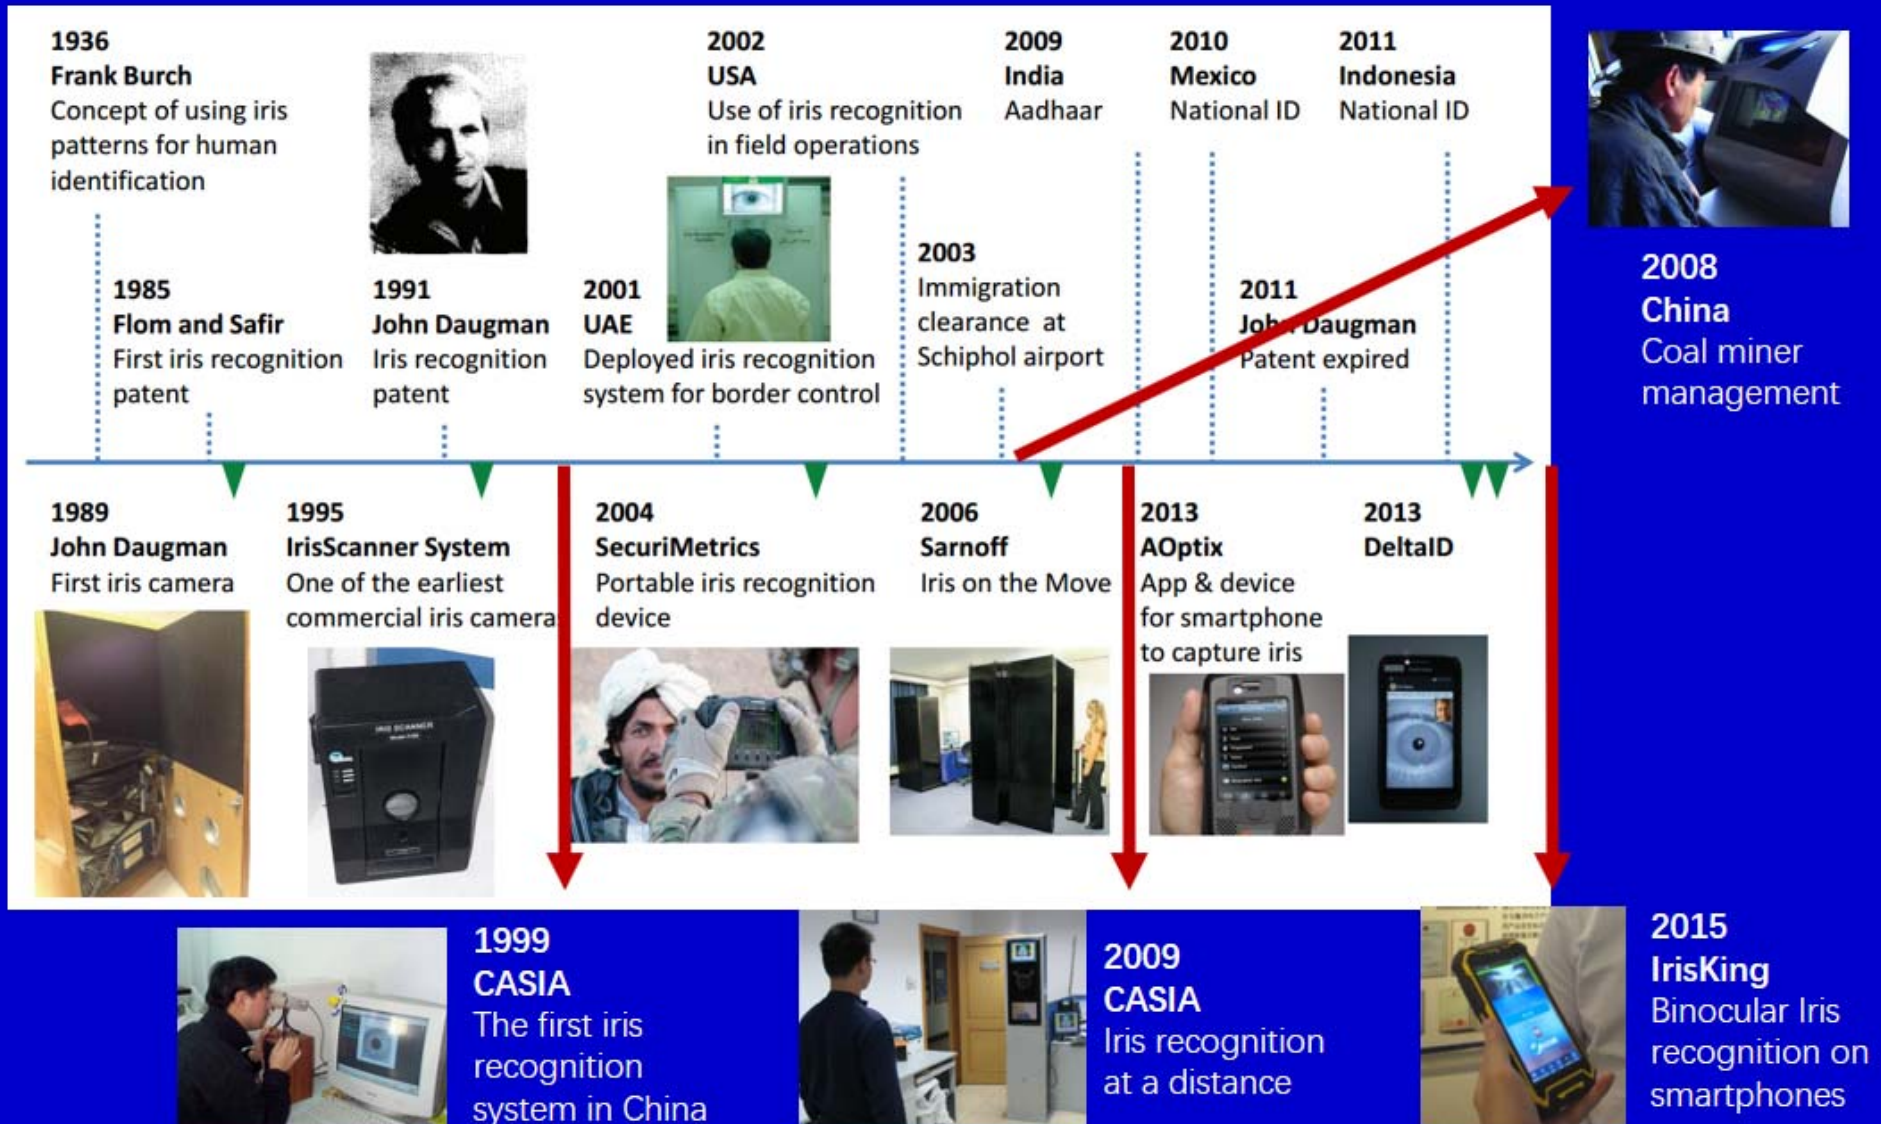 1936
Frank Burch
Concept of using iris
patterns for human
identification
2002
USA
Use of iris recognition
in field operations
2009
India
Aadhaar
2010
Mexico
National ID
2011
Indonesia
National ID
1985
Flom and Safir
First iris recognition
patent
1991
John Daugman
Iris recognition
patent
2001
UAE
Deployed iris recognition
system for border control
2003
Immigration
clearance at
Schiphol airport
2011
John Daugman
Patent expired
2008
China
Coal miner
management
1989
John Daugman
First iris camera
1995
IrisScanner System
One of the earliest
commercial iris camera
IRIS SCANNER
2004
SecuriMetrics
Portable iris recognition
device
2006
Sarnoff
Iris on the Move
2013
AOptix
App & device
for smartphone
to capture iris
2013
DeltaID
1999
CASIA
The first iris
recognition
system in China
2009
CASIA
Iris recognition
at a distance
2015
IrisKing
Binocular Iris
recognition on
smartphones